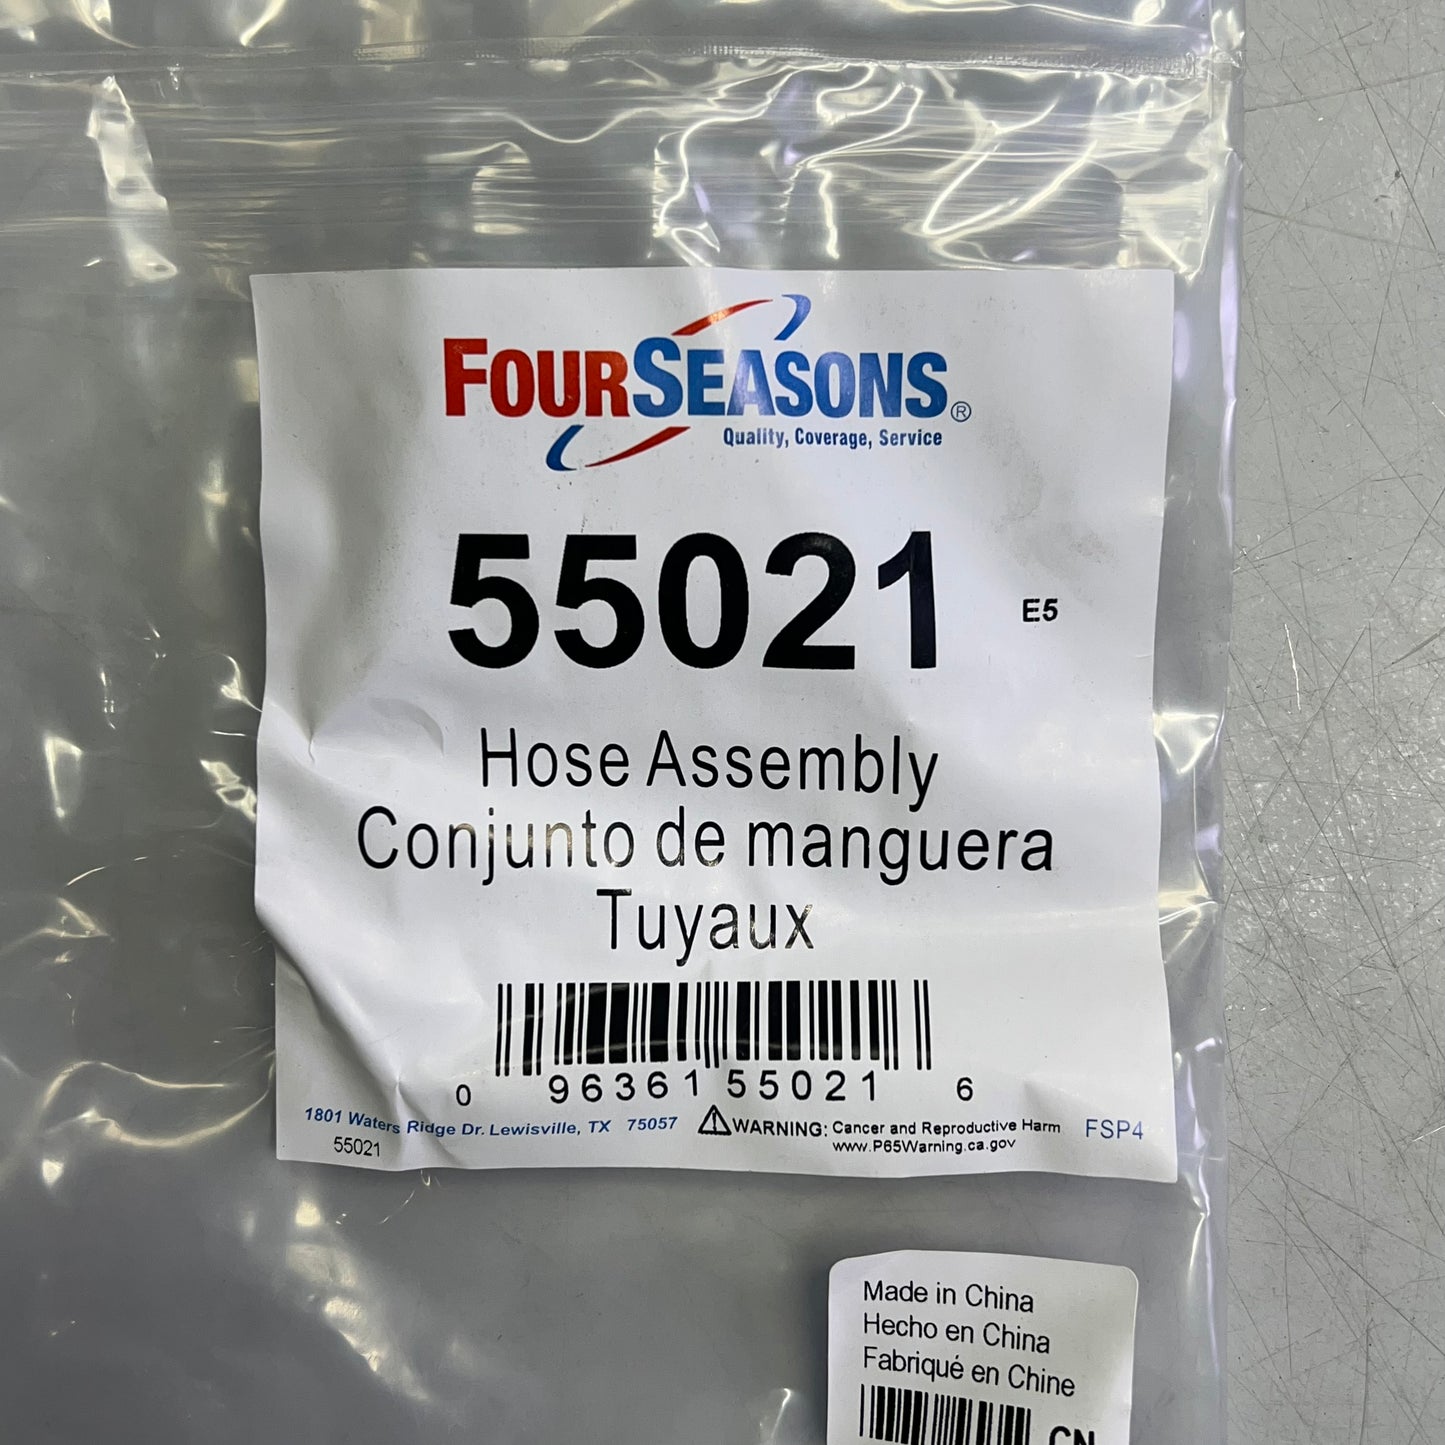 FOURSEASONS®
Quality, Coverage, Service
55021 E5
Hose Assembly
Conjunto de manguera
Tuyaux
0 96361 55021 6
1801 Waters Ridge Dr. Lewisville, TX 75057
55021
⚠WARNING: Cancer and Reproductive Harm
www.P65Warning.ca.gov
FSP4
Made in China
Hecho en China
Fabriqué en Chine
CN